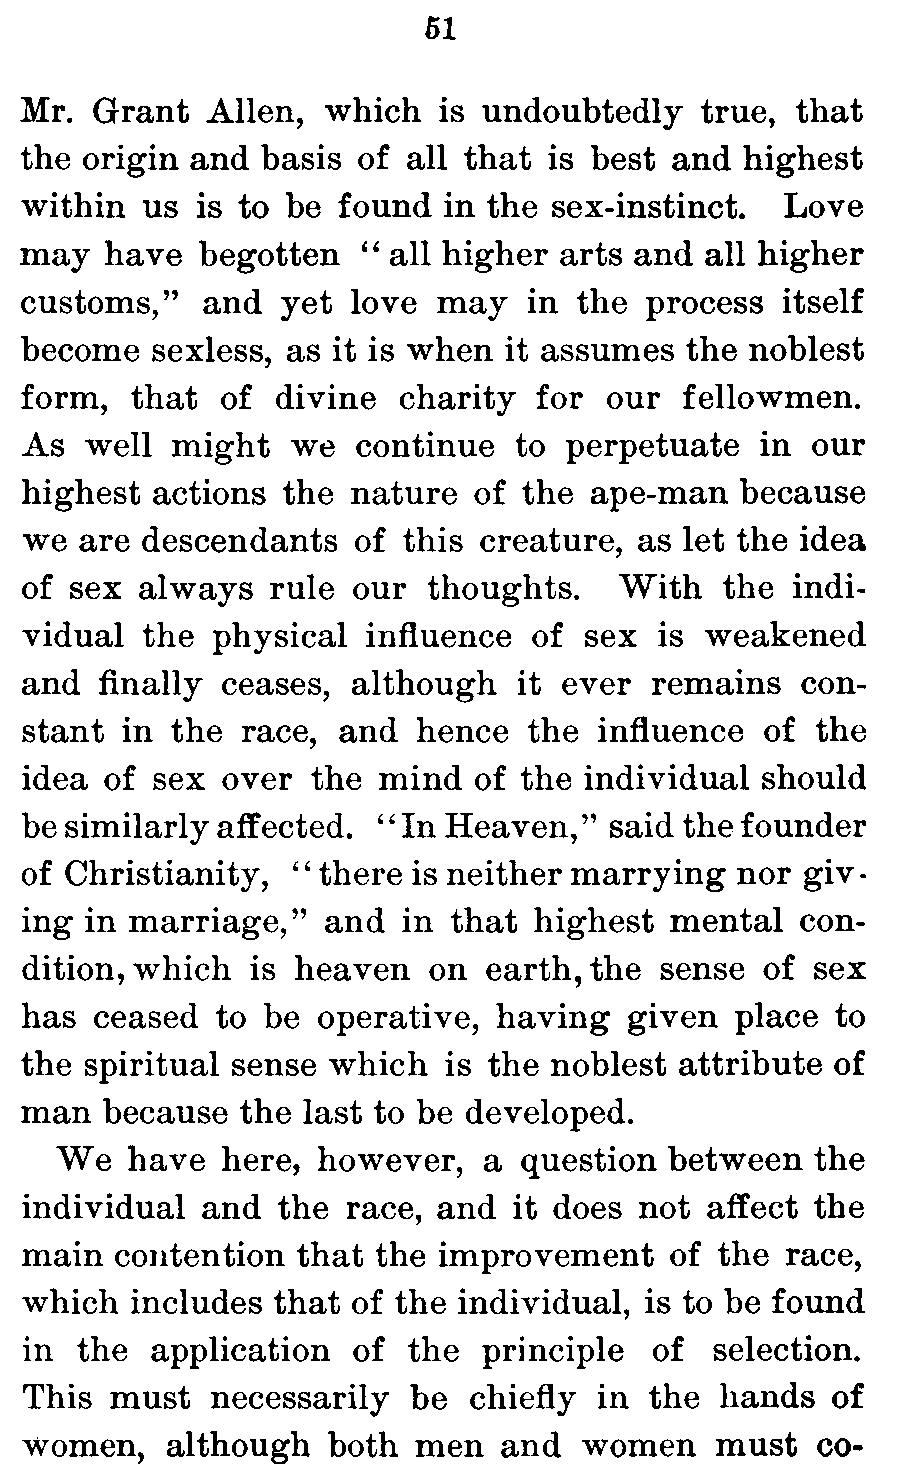 51
Mr. Grant Allen, which is undoubtedly true, that
the origin and basis of all that is best and highest
within us is to be found in the sex-instinct. Love
may have begotten “ all higher arts and all higher
customs,” and yet love may in the process itself
become sexless, as it is when it assumes the noblest
form, that of divine charity for our fellowmen.
As well might we continue to perpetuate in our
highest actions the nature of the ape-man because
we are descendants of this creature, as let the idea
of sex always rule our thoughts. With the indi-
vidual the physical influence of sex is weakened
and finally ceases, although it ever remains con-
stant in the race, and hence the influence of the
idea of sex over the mind of the individual should
be similarly affected. “In Heaven,” said the founder
of Christianity, “there is neither marrying nor giv-
ing in marriage,” and in that highest mental con-
dition, which is heaven on earth, the sense of sex
has ceased to be operative, having given place to
the spiritual sense which is the noblest attribute of
man because the last to be developed.
We have here, however, a question between the
individual and the race, and it does not affect the
main contention that the improvement of the race,
which includes that of the individual, is to be found
in the application of the principle of selection.
This must necessarily be chiefly in the hands of
women, although both men and women must co-